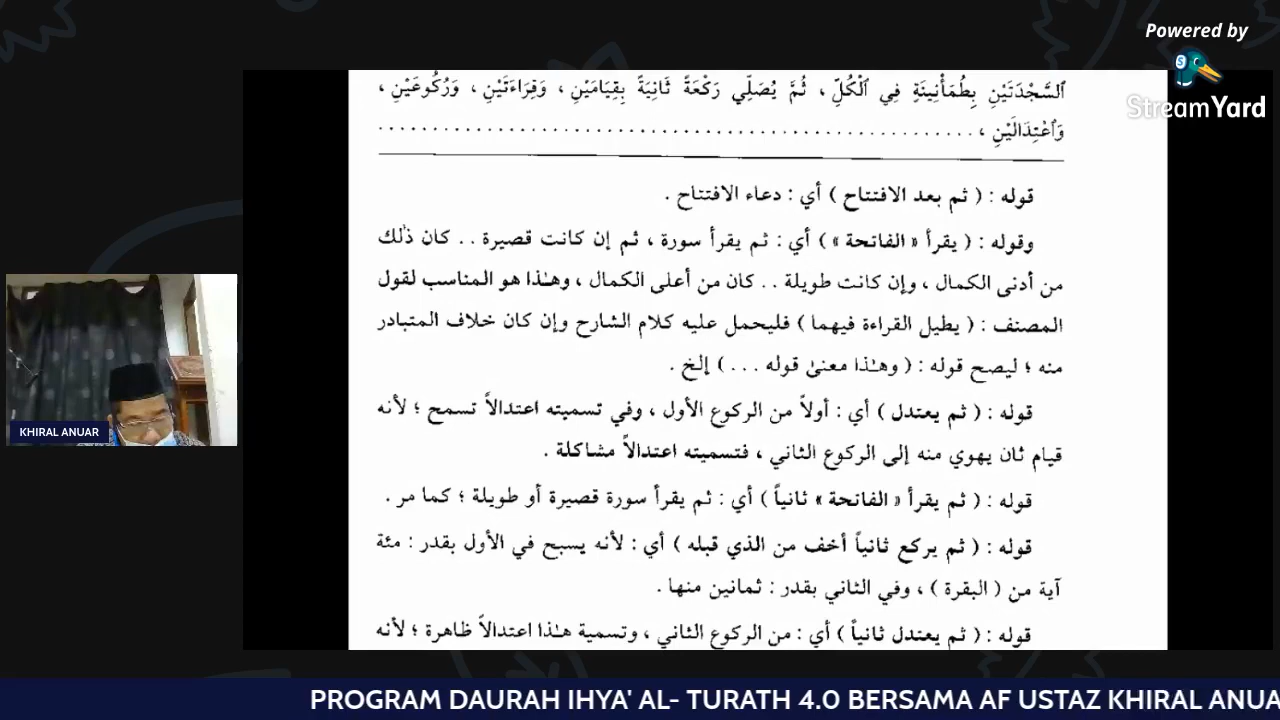 Powered by
StreamYard
ٱلسَّجْدَتَيْنِ بِطُمَأْنِينَةٍ فِي ٱلْكُلِّ ، ثُمَّ يُصَلِّي رَكْعَةً ثَانِيَةً بِقِيَامَيْنِ ، وَقِرَاءَتَيْنِ ، وَرُكُوعَيْنِ ،
وَٱعْتِدَالَيْنِ ، . . . . . . . . . . . . . . . . . . . . . . . . . . . . . . . . . . . . . . . . . . . . . . . . . . . . . . . . . . . . . . .
قوله : ( ثم بعد الافتتاح ) أي : دعاء الافتتاح .
وقوله : ( يقرأ « الفاتحة » ) أي : ثم يقرأ سورة ، ثم إن كانت قصيرة . . كان ذٰلك
من أدنى الكمال ، وإن كانت طويلة . . كان من أعلى الكمال ، وهـٰذا هو المناسب لقول
المصنف : ( يطيل القراءة فيهما ) فليحمل عليه كلام الشارح وإن كان خلاف المتبادر
منه ؛ ليصح قوله : ( وهـٰذا معنىٰ قوله . . . ) إلخ .
قوله : ( ثم يعتدل ) أي : أولاً من الركوع الأول ، وفي تسميته اعتدالاً تسمح ؛ لأنه
قيام ثان يهوي منه إلى الركوع الثاني ، فتسميته اعتدالاً مشاكلة .
قوله : ( ثم يقرأ « الفاتحة » ثانياً ) أي : ثم يقرأ سورة قصيرة أو طويلة ؛ كما مر .
قوله : ( ثم يركع ثانياً أخف من الذي قبله ) أي : لأنه يسبح في الأول بقدر : مئة
آية من ( البقرة ) ، وفي الثاني بقدر : ثمانين منها .
قوله : ( ثم يعتدل ثانياً ) أي : من الركوع الثاني ، وتسمية هـٰذا اعتدالاً ظاهرة ؛ لأنه
KHIRAL ANUAR
PROGRAM DAURAH IHYA' AL- TURATH 4.0 BERSAMA AF USTAZ KHIRAL ANUA